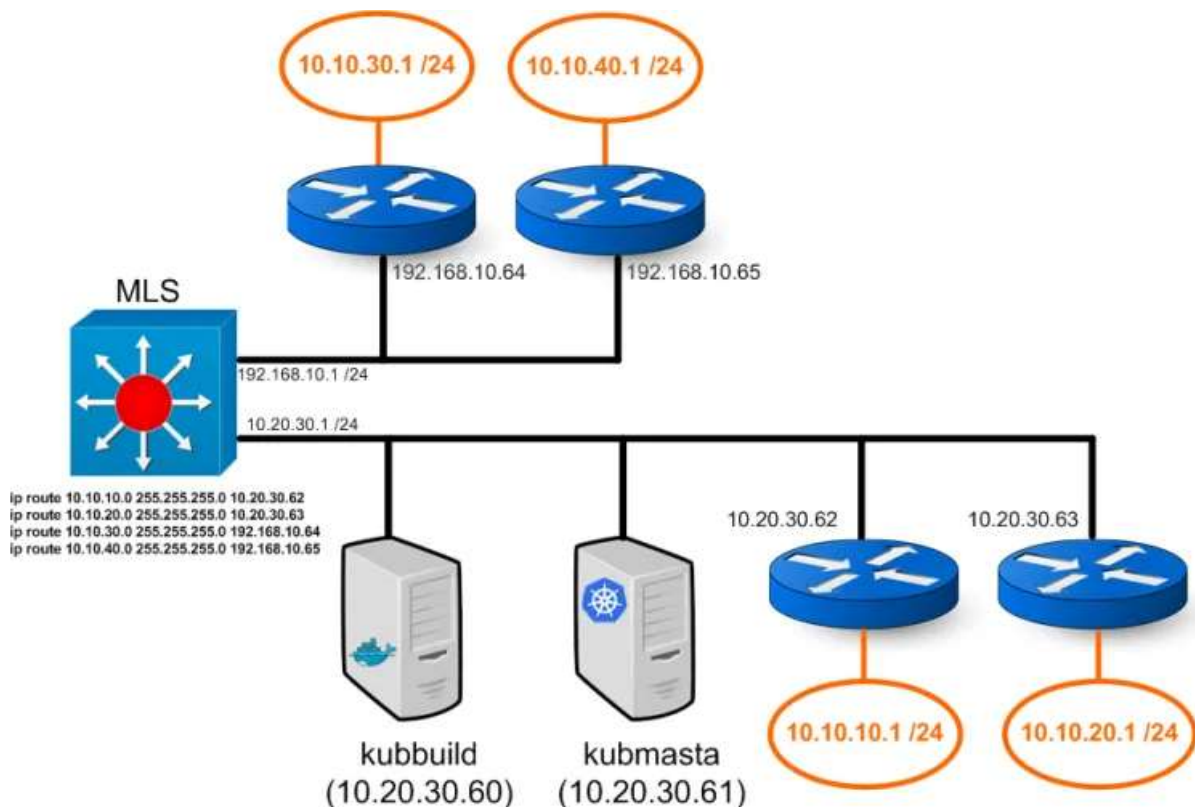 10.10.30.1 /24
10.10.40.1 /24
192.168.10.64
192.168.10.65
MLS
192.168.10.1 /24
10.20.30.1 /24
ip route 10.10.10.0 255.255.255.0 10.20.30.62
ip route 10.10.20.0 255.255.255.0 10.20.30.63
ip route 10.10.30.0 255.255.255.0 192.168.10.64
ip route 10.10.40.0 255.255.255.0 192.168.10.65
10.20.30.62
10.20.30.63
10.10.10.1 /24
10.10.20.1 /24
kubbuild
(10.20.30.60)
kubmasta
(10.20.30.61)